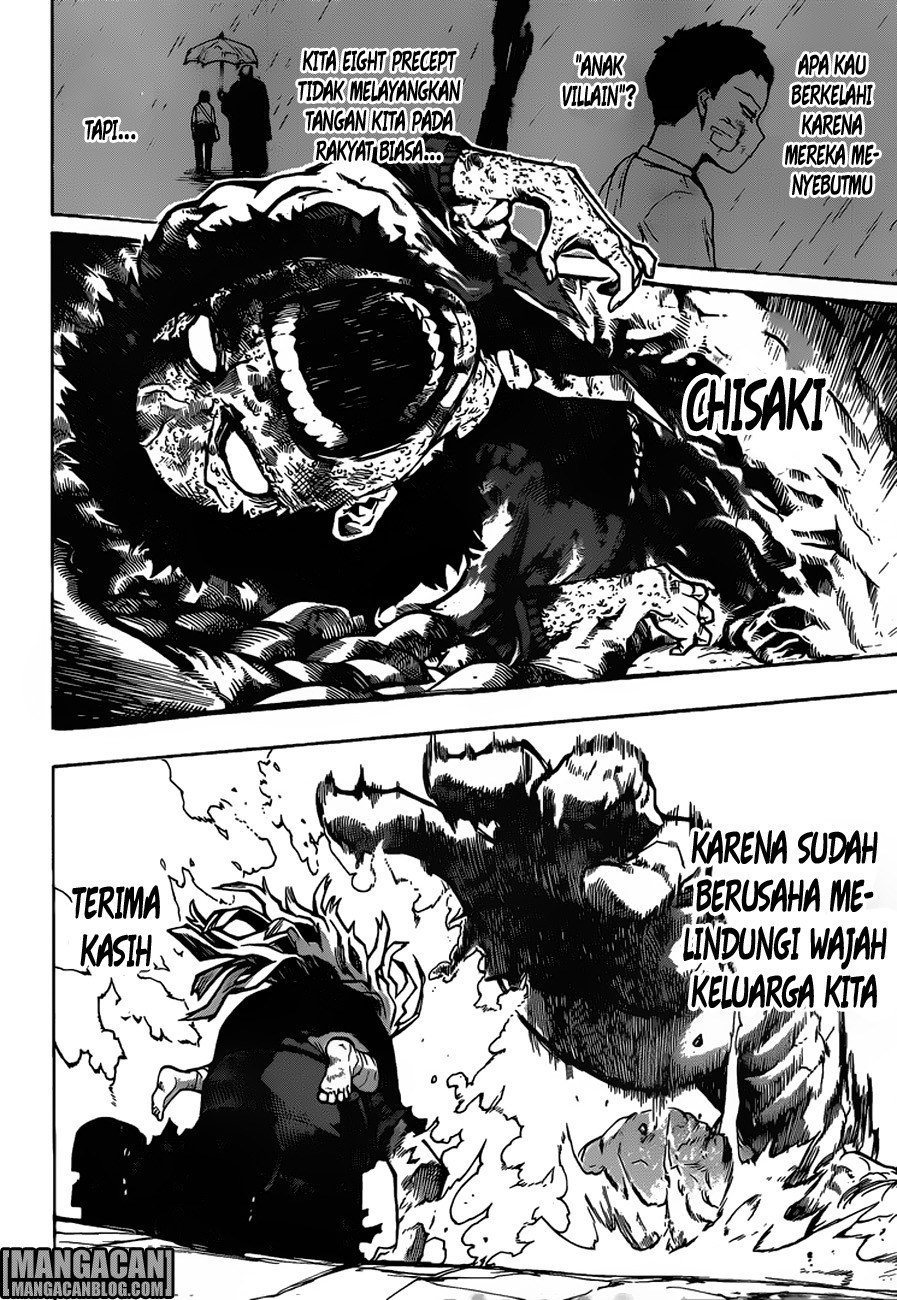 APA KAU
BERKELAHI
KARENA
MEREKA ME-
NYEBUTMU
"ANAK
VILLAIN"?
KITA EIGHT PRECEPT
TIDAK MELAYANGKAN
TANGAN KITA PADA
RAKYAT BIASA...
TAPI...
CHISAKI
KARENA SUDAH
BERUSAHA ME-
LINDUNGI WAJAH
KELUARGA KITA
TERIMA
KASIH
MANGACAN
MANGACANBLOG.COM